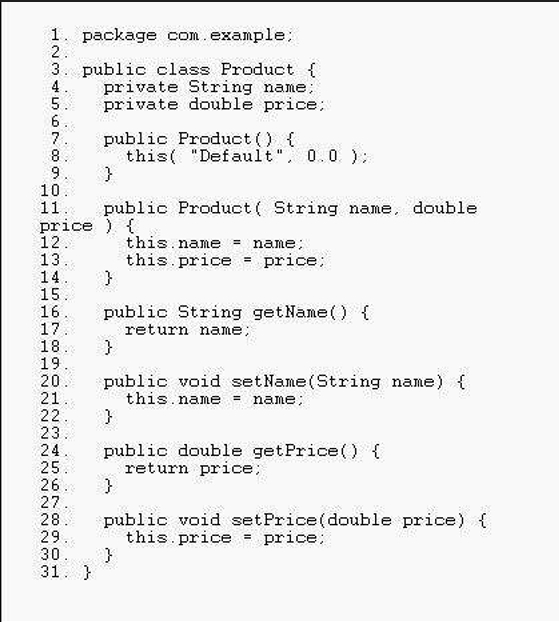 1. package com.example;
2.
3. public class Product {
4.   private String name;
5.   private double price;
6.
7.   public Product() {
8.     this( "Default", 0.0 );
9.   }
10.
11.   public Product( String name, double
price ) {
12.     this.name = name;
13.     this.price = price;
14.   }
15.
16.   public String getName() {
17.     return name;
18.   }
19.
20.   public void setName(String name) {
21.     this.name = name;
22.   }
23.
24.   public double getPrice() {
25.     return price;
26.   }
27.
28.   public void setPrice(double price) {
29.     this.price = price;
30.   }
31. }